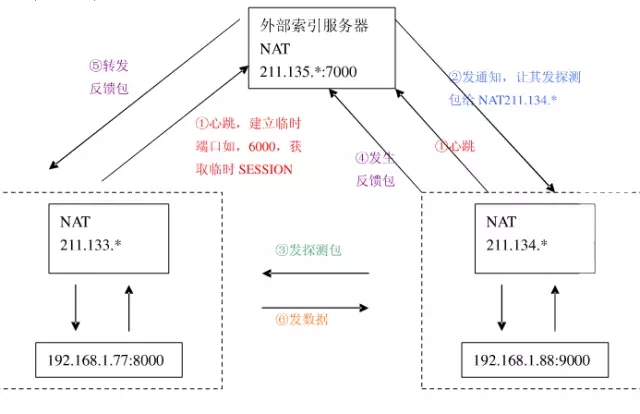 外部索引服务器
NAT
211.135.*:7000
⑤转发
反馈包
②发通知，让其发探测
包给 NAT211.134.*
①心跳，建立临时
端口如，6000，获
取临时 SESSION
④发生
反馈包
①心跳
NAT
211.133.*
NAT
211.134.*
③发探测包
⑥发数据
192.168.1.77:8000
192.168.1.88:9000